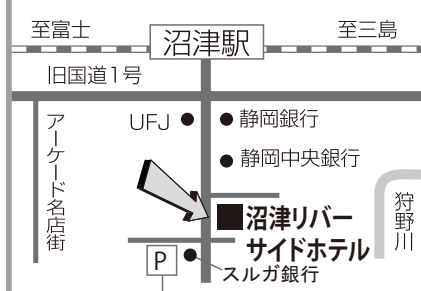 至富士
至三島
沼津駅
旧国道1号
アーケード名店街
UFJ
静岡銀行
静岡中央銀行
沼津リバー
サイドホテル
狩野川
P
スルガ銀行